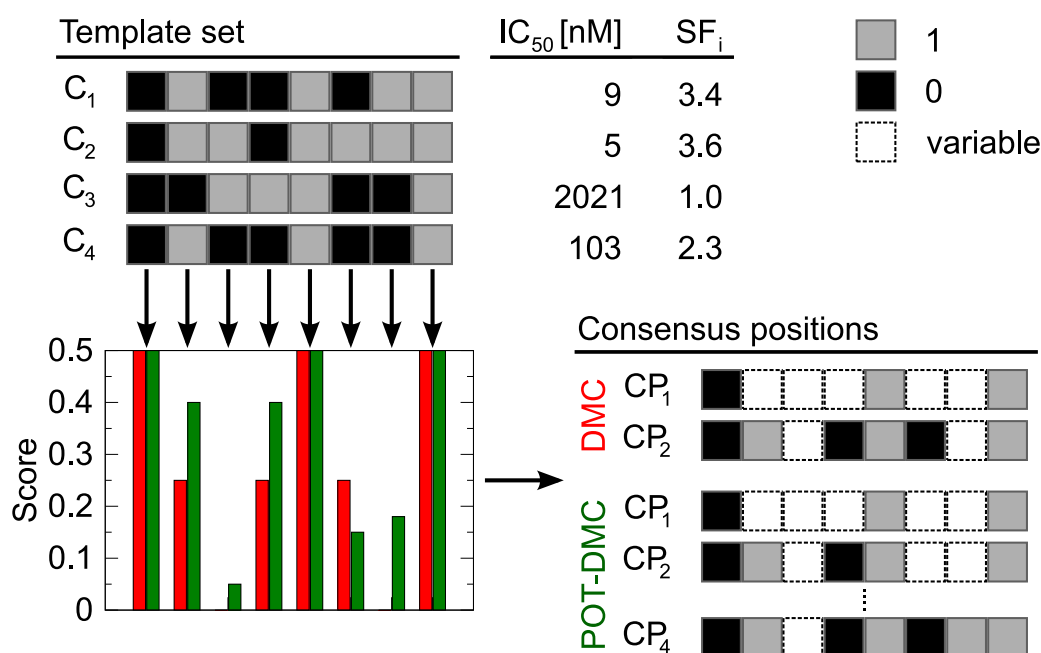 Template set
IC50 [nM] SFi
1
0
variable
C1 9 3.4
C2 5 3.6
C3 2021 1.0
C4 103 2.3
Score
0.5
0.4
0.3
0.2
0.1
0
Consensus positions
DMC
CP1
CP2
POT-DMC
CP1
CP2
CP4